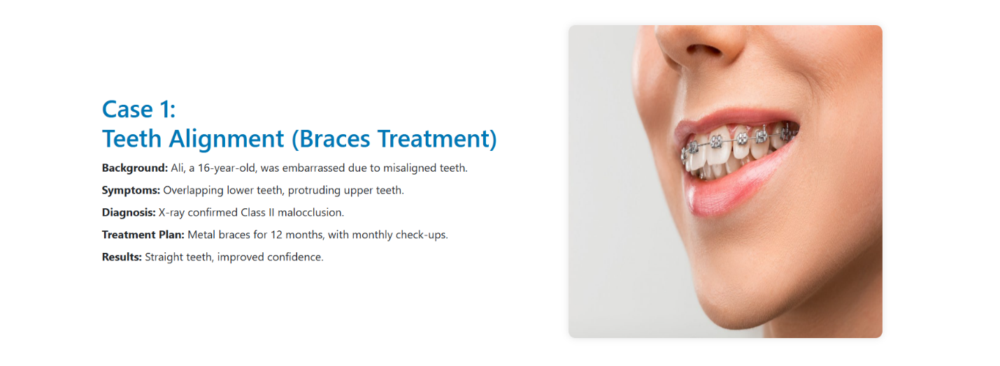 Case 1:
Teeth Alignment (Braces Treatment)
Background: Ali, a 16-year-old, was embarrassed due to misaligned teeth.
Symptoms: Overlapping lower teeth, protruding upper teeth.
Diagnosis: X-ray confirmed Class II malocclusion.
Treatment Plan: Metal braces for 12 months, with monthly check-ups.
Results: Straight teeth, improved confidence.